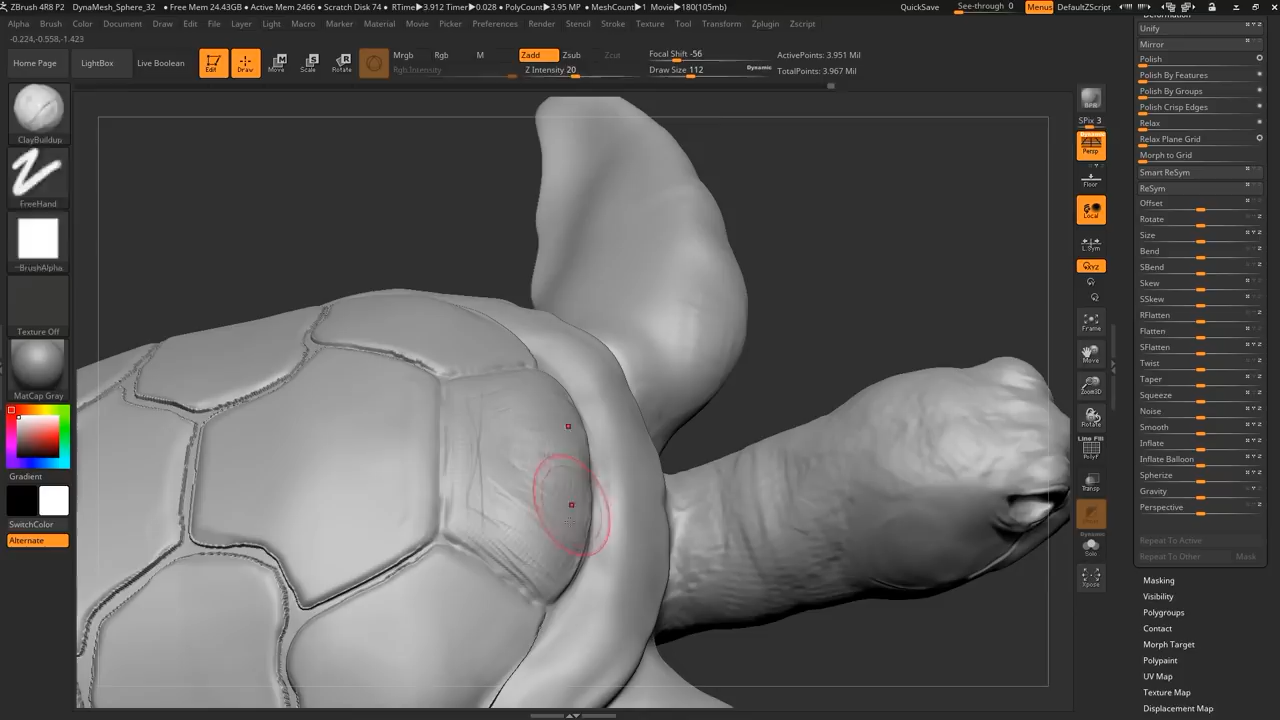 ZBrush 4R8 P2 DynaMesh_Sphere_32 ● Free Mem 24.43GB ● Active Mem 2466 ● Scratch Disk 74 ● RTime▶3.912 Timer▶0.028 ● PolyCount▶3.95 MP ● MeshCount▶1 Movie▶180(105mb) QuickSave See-through 0 Menus DefaultZScript
Alpha Brush Color Document Draw Edit File Layer Light Macro Marker Material Movie Picker Preferences Render Stencil Stroke Texture Tool Transform Zplugin Zscript
-0.224,-0.558,-1.423
Home Page LightBox Live Boolean
Edit Draw Move Scale Rotate
Mrgb Rgb M Zadd Zsub Zcut Focal Shift -56 ActivePoints: 3.951 Mil
Rgb Intensity Z Intensity 20 Draw Size 112 Dynamic TotalPoints: 3.967 Mil
ClayBuildup
FreeHand
~BrushAlpha
Texture Off
MatCap Gray
Gradient
SwitchColor
Alternate
BPR
SPix 3
Dynamic
Persp
Floor
Local
L.Sym
XYZ
Frame
Move
Zoom3D
Rotate
Line Fill
PolyF
Transp
Dynamic
Solo
Xpose
Deformation
Unify
Mirror
Polish
Polish By Features
Polish By Groups
Polish Crisp Edges
Relax
Relax Plane Grid
Morph to Grid
Smart ReSym
ReSym
Offset
Rotate
Size
Bend
SBend
Skew
SSkew
RFlatten
Flatten
SFlatten
Twist
Taper
Squeeze
Noise
Smooth
Inflate
Inflate Balloon
Spherize
Gravity
Perspective
Repeat To Active
Repeat To Other Mask
Masking
Visibility
Polygroups
Contact
Morph Target
Polypaint
UV Map
Texture Map
Displacement Map